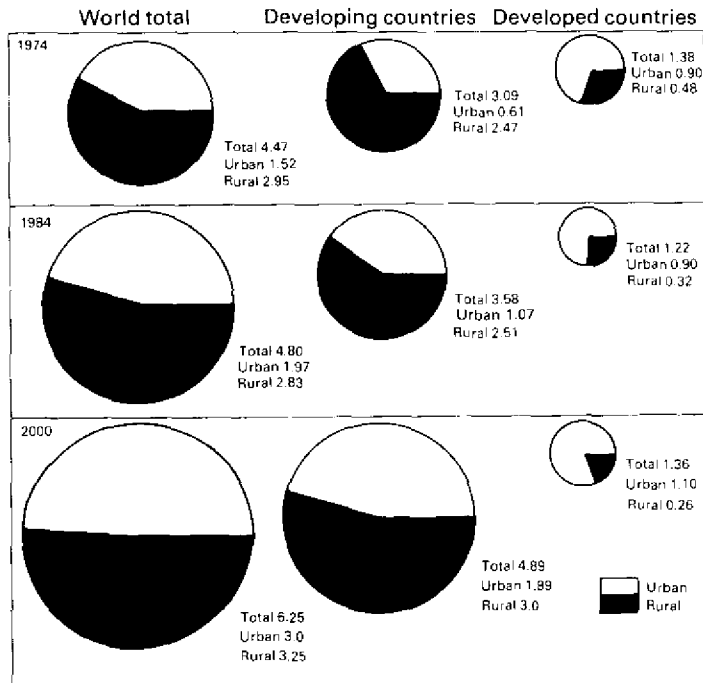 World total Developing countries Developed countries
1974
Total 4.47
Urban 1.52
Rural 2.95
Total 3.09
Urban 0.61
Rural 2.47
Total 1.38
Urban 0.90
Rural 0.48
1984
Total 4.80
Urban 1.97
Rural 2.83
Total 3.58
Urban 1.07
Rural 2.51
Total 1.22
Urban 0.90
Rural 0.32
2000
Total 6.25
Urban 3.0
Rural 3.25
Total 4.89
Urban 1.89
Rural 3.0
Total 1.36
Urban 1.10
Rural 0.26
Urban
Rural